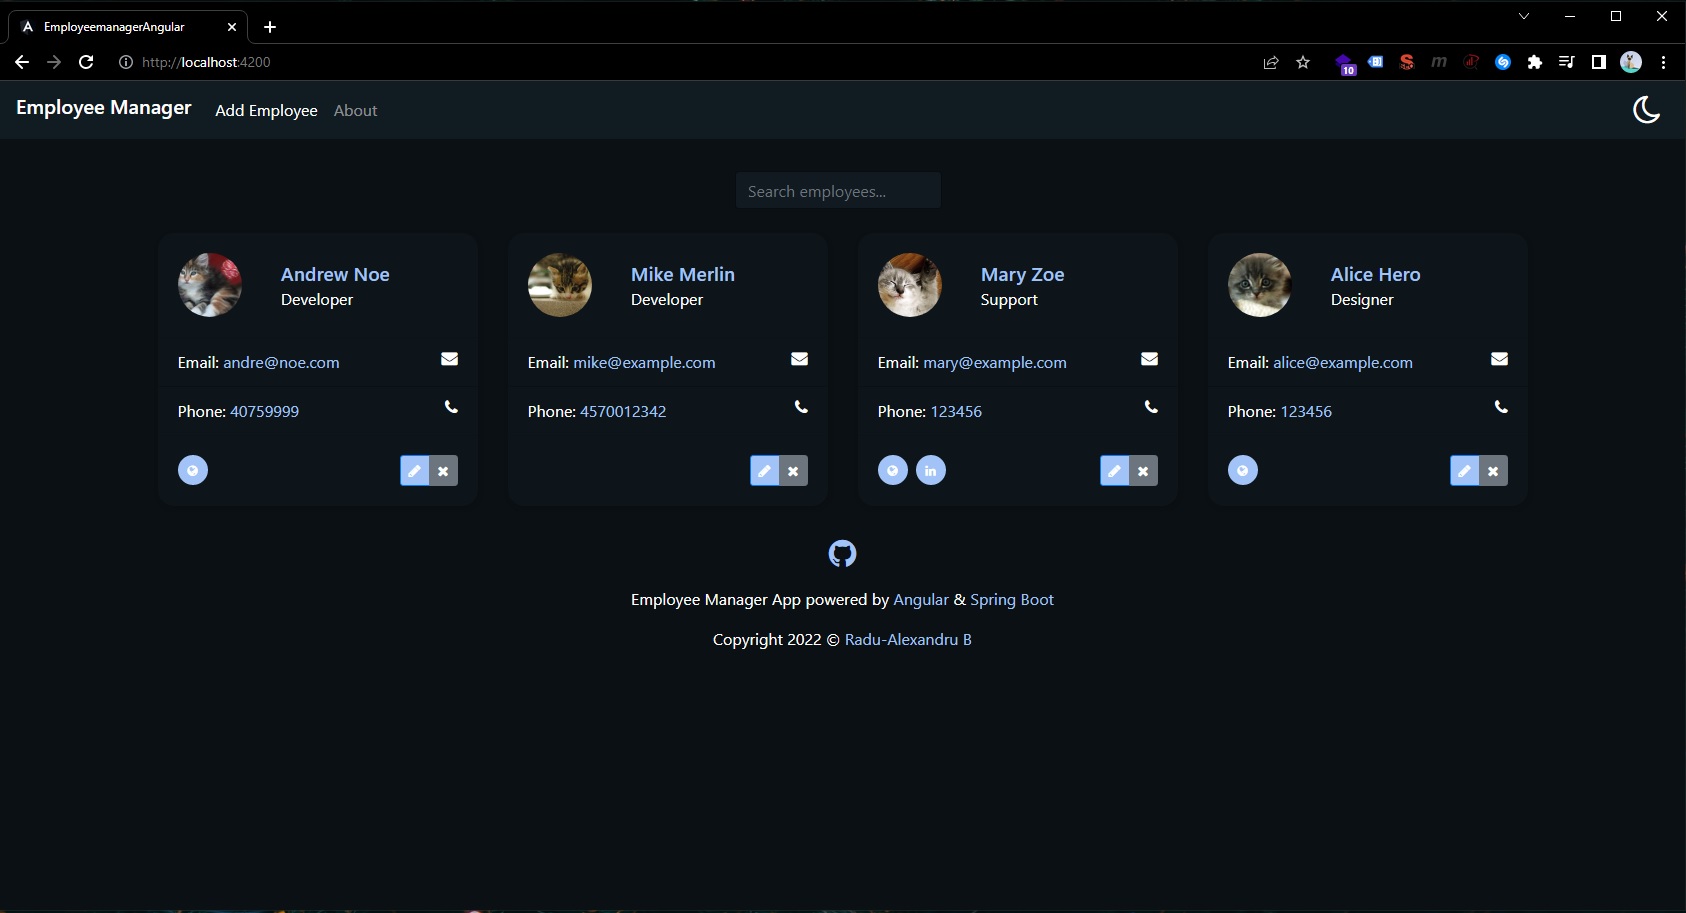 EmployeemanagerAngular
http://localhost:4200
10
Employee Manager Add Employee About
Search employees...
Andrew Noe
Developer
Email: andre@noe.com
Phone: 40759999
Mike Merlin
Developer
Email: mike@example.com
Phone: 4570012342
Mary Zoe
Support
Email: mary@example.com
Phone: 123456
in
Alice Hero
Designer
Email: alice@example.com
Phone: 123456
Employee Manager App powered by Angular & Spring Boot
Copyright 2022 © Radu-Alexandru B